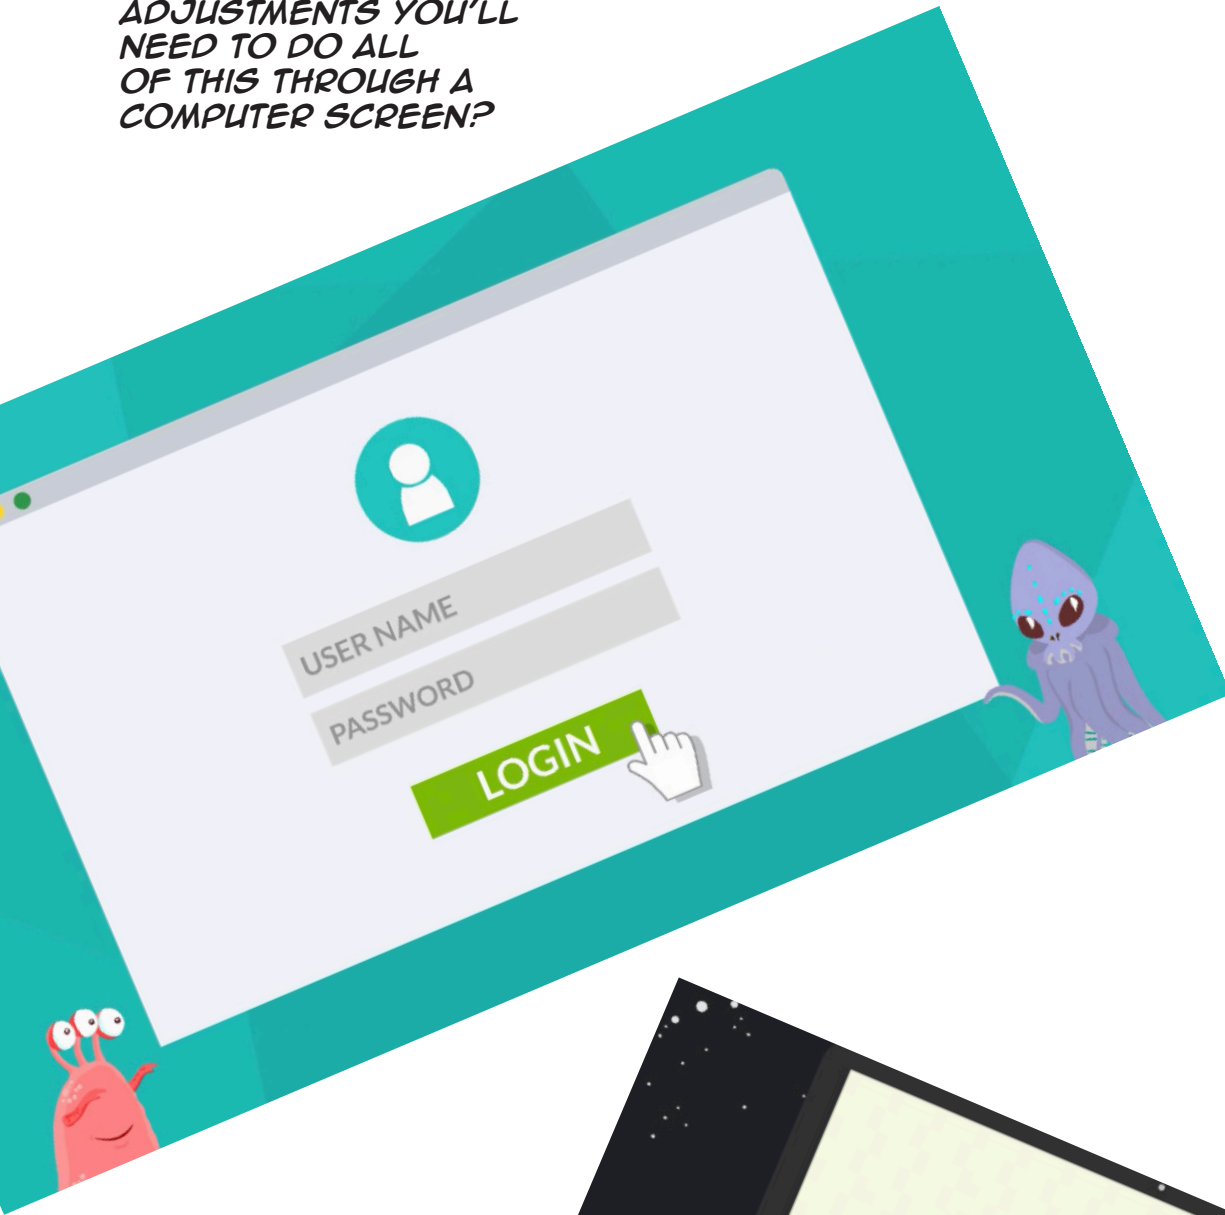 ADJUSTMENTS YOU'LL
NEED TO DO ALL
OF THIS THROUGH A
COMPUTER SCREEN?
USER NAME
PASSWORD
LOGIN